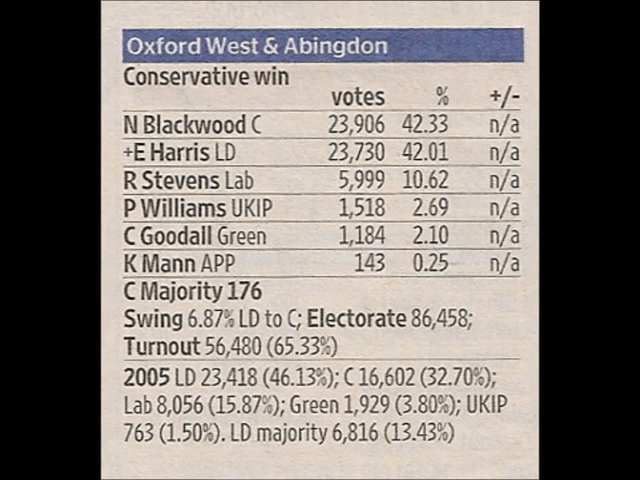 Oxford West & Abingdon
Conservative win
votes % +/-
N Blackwood C 23,906 42.33 n/a
+E Harris LD 23,730 42.01 n/a
R Stevens Lab 5,999 10.62 n/a
P Williams UKIP 1,518 2.69 n/a
C Goodall Green 1,184 2.10 n/a
K Mann APP 143 0.25 n/a
C Majority 176
Swing 6.87% LD to C; Electorate 86,458;
Turnout 56,480 (65.33%)
2005 LD 23,418 (46.13%); C 16,602 (32.70%);
Lab 8,056 (15.87%); Green 1,929 (3.80%); UKIP
763 (1.50%). LD majority 6,816 (13.43%)